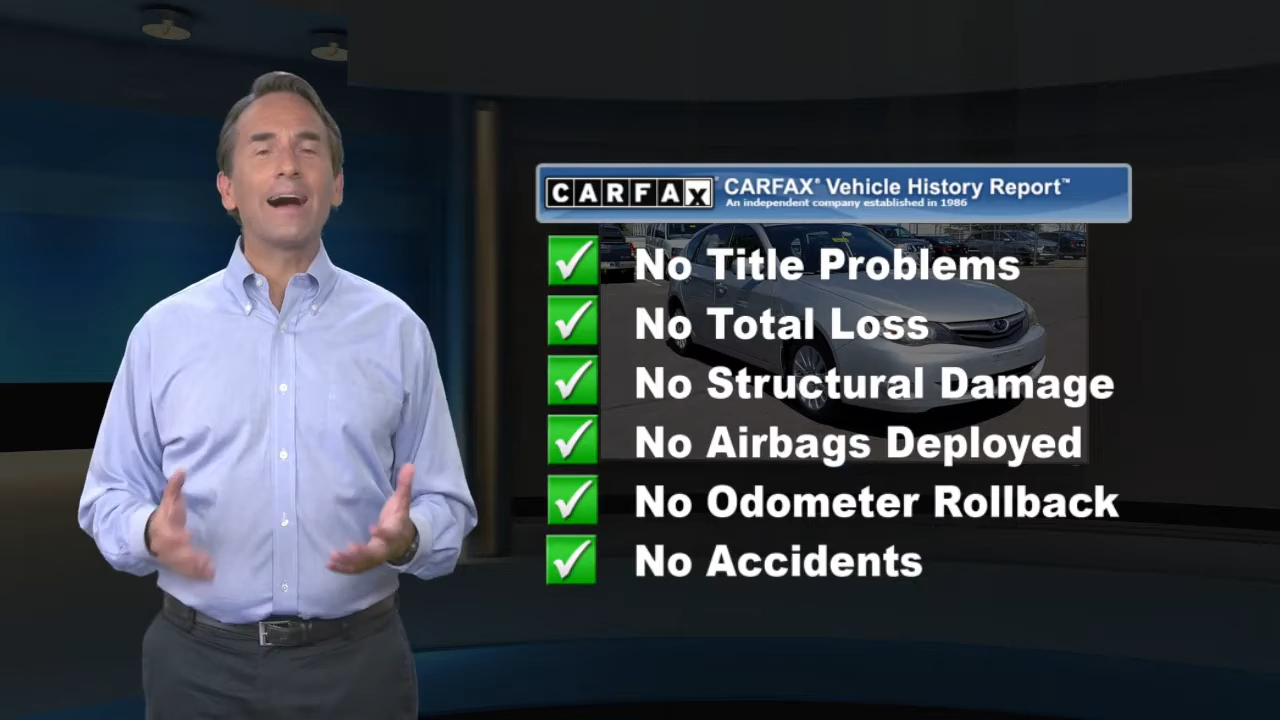 CARFAX
CARFAX® Vehicle History Report™
An independent company established in 1986
No Title Problems
No Total Loss
No Structural Damage
No Airbags Deployed
No Odometer Rollback
No Accidents